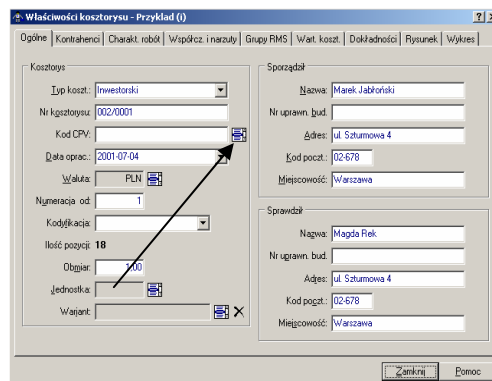 Właściwości kosztorysu - Przykład (i)
Ogólne Kontrahenci Charakt. robót Współcz. i narzuty Grupy RMS Wart. koszt. Dokładności Rysunek Wykres
Kosztorys
Typ koszt.: Inwestorski
Nr kosztorysu: 002/0001
Kod CPV:
Data oprac.: 2001-07-04
Waluta: PLN
Numeracja od: 1
Kodyfikacja:
Ilość pozycji: 18
Obmiar: 1.00
Jednostka:
Wariant:
Sporządził
Nazwa: Marek Jabłoński
Nr uprawn. bud.
Adres: ul. Szturmowa 4
Kod poczt.: 02-678
Miejscowość: Warszawa
Sprawdził
Nazwa: Magda Flek
Nr uprawn. bud.
Adres: ul. Szturmowa 4
Kod poczt.: 02-678
Miejscowość: Warszawa
Zamknij Pomoc